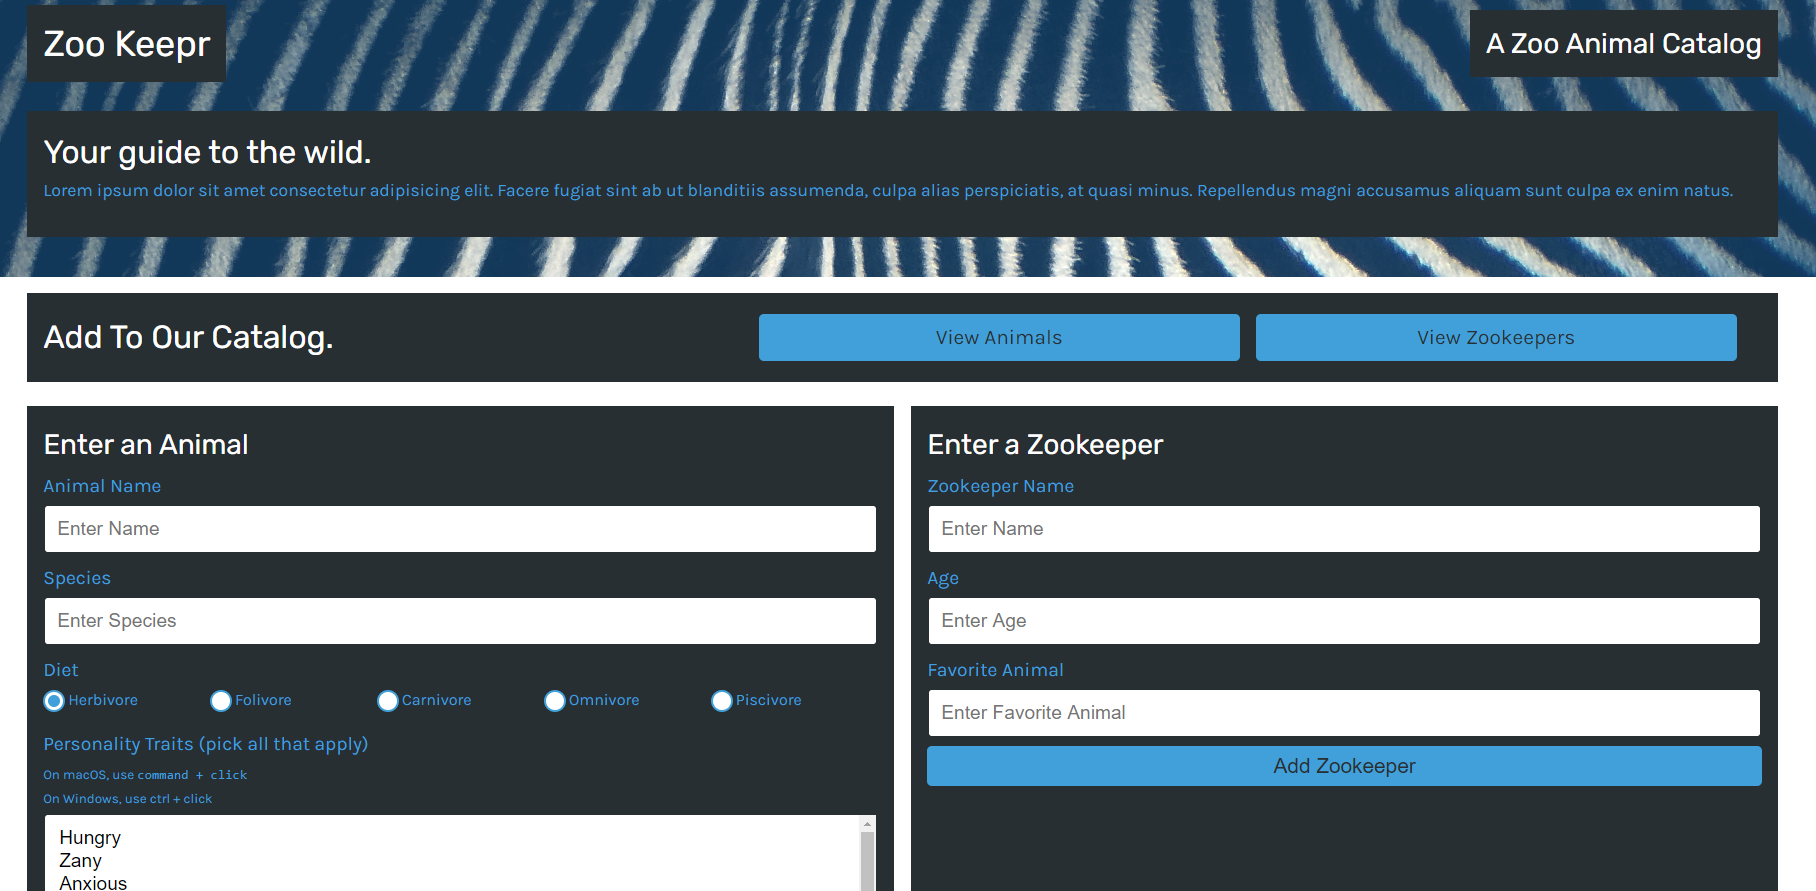 Zoo Keepr
A Zoo Animal Catalog
Your guide to the wild.
Lorem ipsum dolor sit amet consectetur adipisicing elit. Facere fugiat sint ab ut blanditiis assumenda, culpa alias perspiciatis, at quasi minus. Repellendus magni accusamus aliquam sunt culpa ex enim natus.
Add To Our Catalog.
View Animals
View Zookeepers
Enter an Animal
Animal Name
Enter Name
Species
Enter Species
Diet
Herbivore
Folivore
Carnivore
Omnivore
Piscivore
Personality Traits (pick all that apply)
On macOS, use command + click
On Windows, use ctrl + click
Hungry
Zany
Anxious
Enter a Zookeeper
Zookeeper Name
Enter Name
Age
Enter Age
Favorite Animal
Enter Favorite Animal
Add Zookeeper